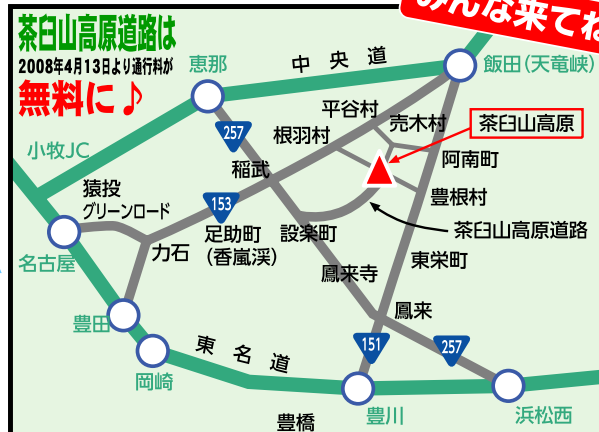 みんな来てね
茶臼山高原道路は
2008年4月13日より通行料が
無料に♪
恵那
中央道
飯田（天竜峡）
257
平谷村
売木村
茶臼山高原
根羽村
小牧JC
阿南町
稲武
猿投
グリーンロード
153
豊根村
足助町
（香嵐渓）
設楽町
茶臼山高原道路
力石
名古屋
東栄町
鳳来寺
豊田
鳳来
東名道
151
257
岡崎
豊橋
豊川
浜松西